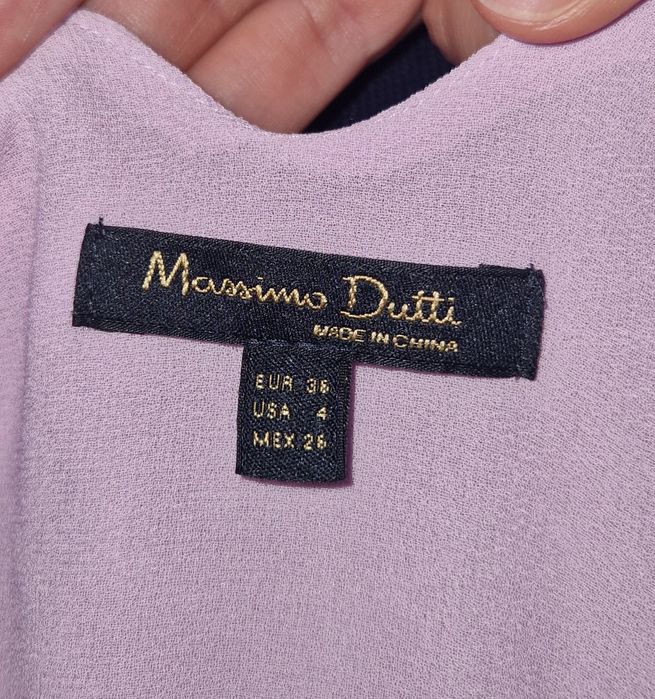 Massimo Dutti
MADE IN CHINA
EUR 36
USA 4
MEX 26